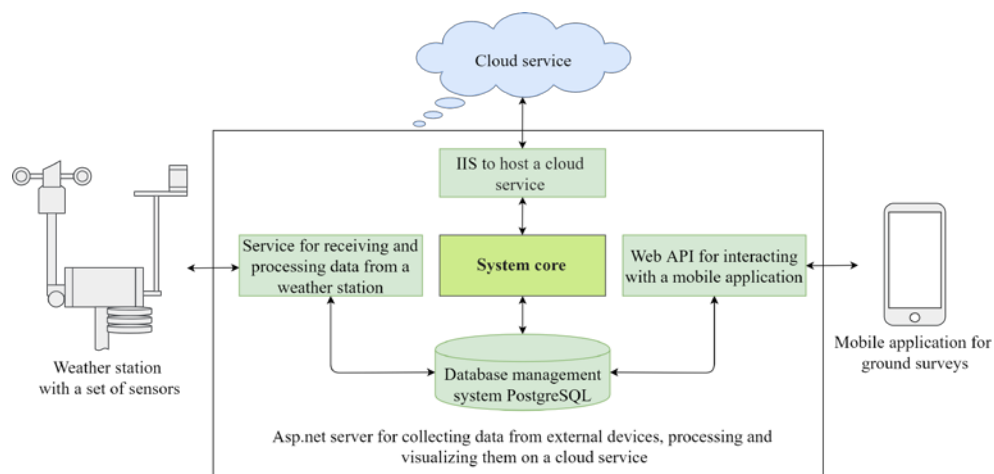 Cloud service
IIS to host a cloud
service
Service for receiving and
processing data from a
weather station
System core
Web API for interacting
with a mobile application
Weather station
with a set of sensors
Database management
system PostgreSQL
Mobile application for
ground surveys
Asp.net server for collecting data from external devices, processing and
visualizing them on a cloud service